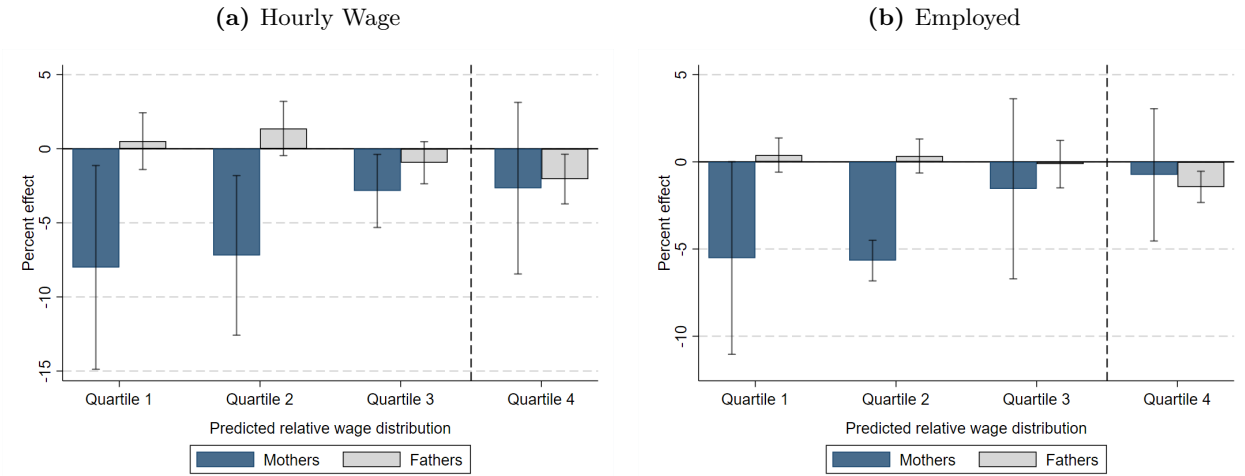 (a) Hourly Wage
Percent effect
5
0
-5
-10
-15
Quartile 1 Quartile 2 Quartile 3 Quartile 4
Predicted relative wage distribution
Mothers Fathers
(b) Employed
Percent effect
5
0
-5
-10
Quartile 1 Quartile 2 Quartile 3 Quartile 4
Predicted relative wage distribution
Mothers Fathers